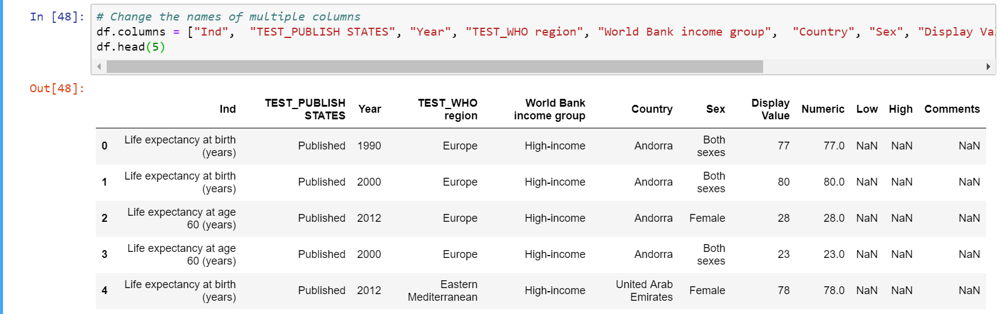 In [48]: # Change the names of multiple columns
df.columns = ["Ind",  "TEST_PUBLISH STATES", "Year", "TEST_WHO region", "World Bank income group",  "Country", "Sex", "Display Va
df.head(5)
Out[48]:
Ind TEST_PUBLISH STATES Year TEST_WHO region World Bank income group Country Sex Display Value Numeric Low High Comments
0 Life expectancy at birth (years) Published 1990 Europe High-income Andorra Both sexes 77 77.0 NaN NaN NaN
1 Life expectancy at birth (years) Published 2000 Europe High-income Andorra Both sexes 80 80.0 NaN NaN NaN
2 Life expectancy at age 60 (years) Published 2012 Europe High-income Andorra Female 28 28.0 NaN NaN NaN
3 Life expectancy at age 60 (years) Published 2000 Europe High-income Andorra Both sexes 23 23.0 NaN NaN NaN
4 Life expectancy at birth (years) Published 2012 Eastern Mediterranean High-income United Arab Emirates Female 78 78.0 NaN NaN NaN